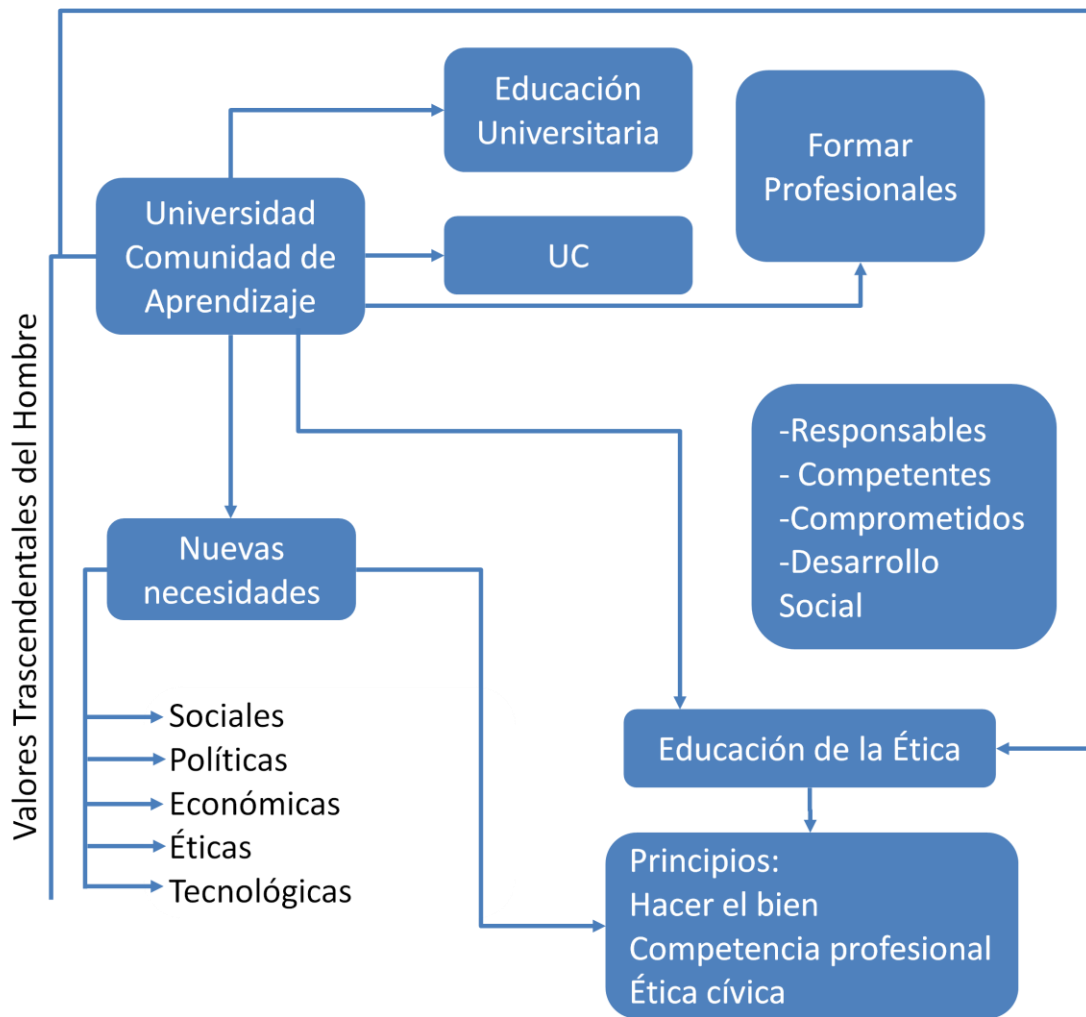 Educación
Universitaria
Formar
Profesionales
Universidad
Comunidad de
Aprendizaje
UC
Valores Trascendentales del Hombre
-Responsables
- Competentes
-Comprometidos
-Desarrollo
Social
Nuevas
necesidades
Sociales
Políticas
Económicas
Éticas
Tecnológicas
Educación de la Ética
Principios:
Hacer el bien
Competencia profesional
Ética cívica